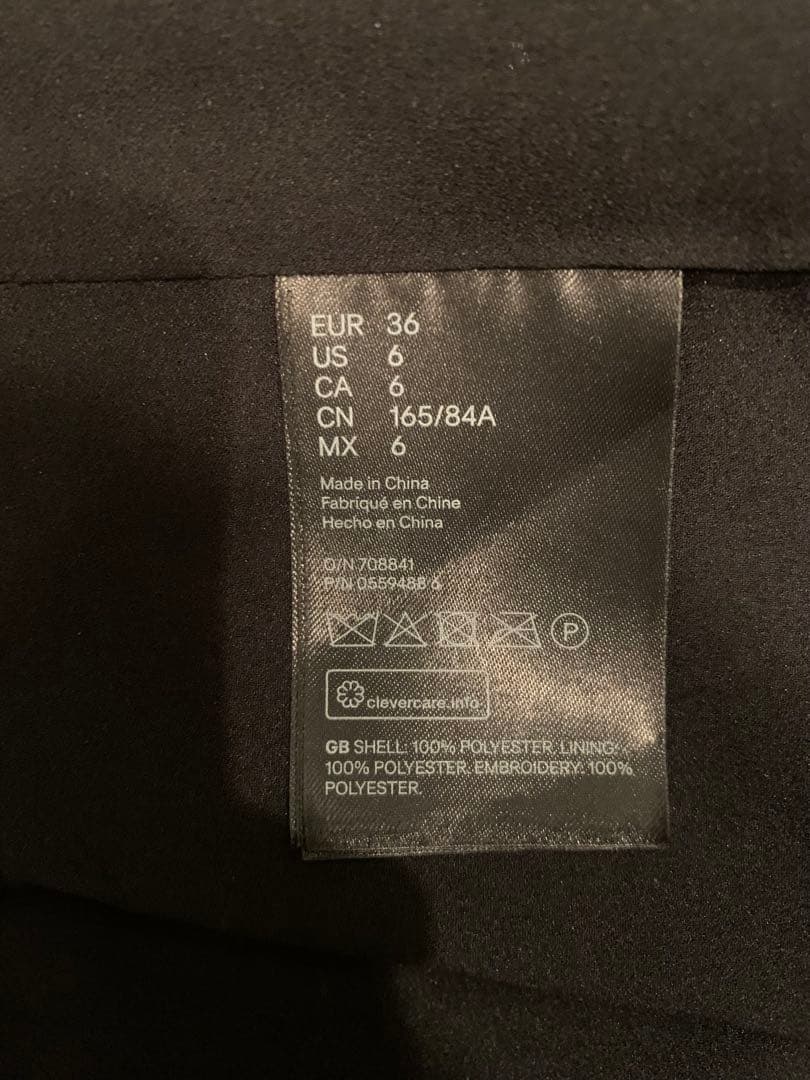 EUR 36
US 6
CA 6
CN 165/84A
MX 6
Made in China
Fabriqué en Chine
Hecho en China
O/N 708841
P/N 0559488 6
P
clevercare.info
GB SHELL: 100% POLYESTER. LINING:
100% POLYESTER. EMBROIDERY: 100%
POLYESTER.